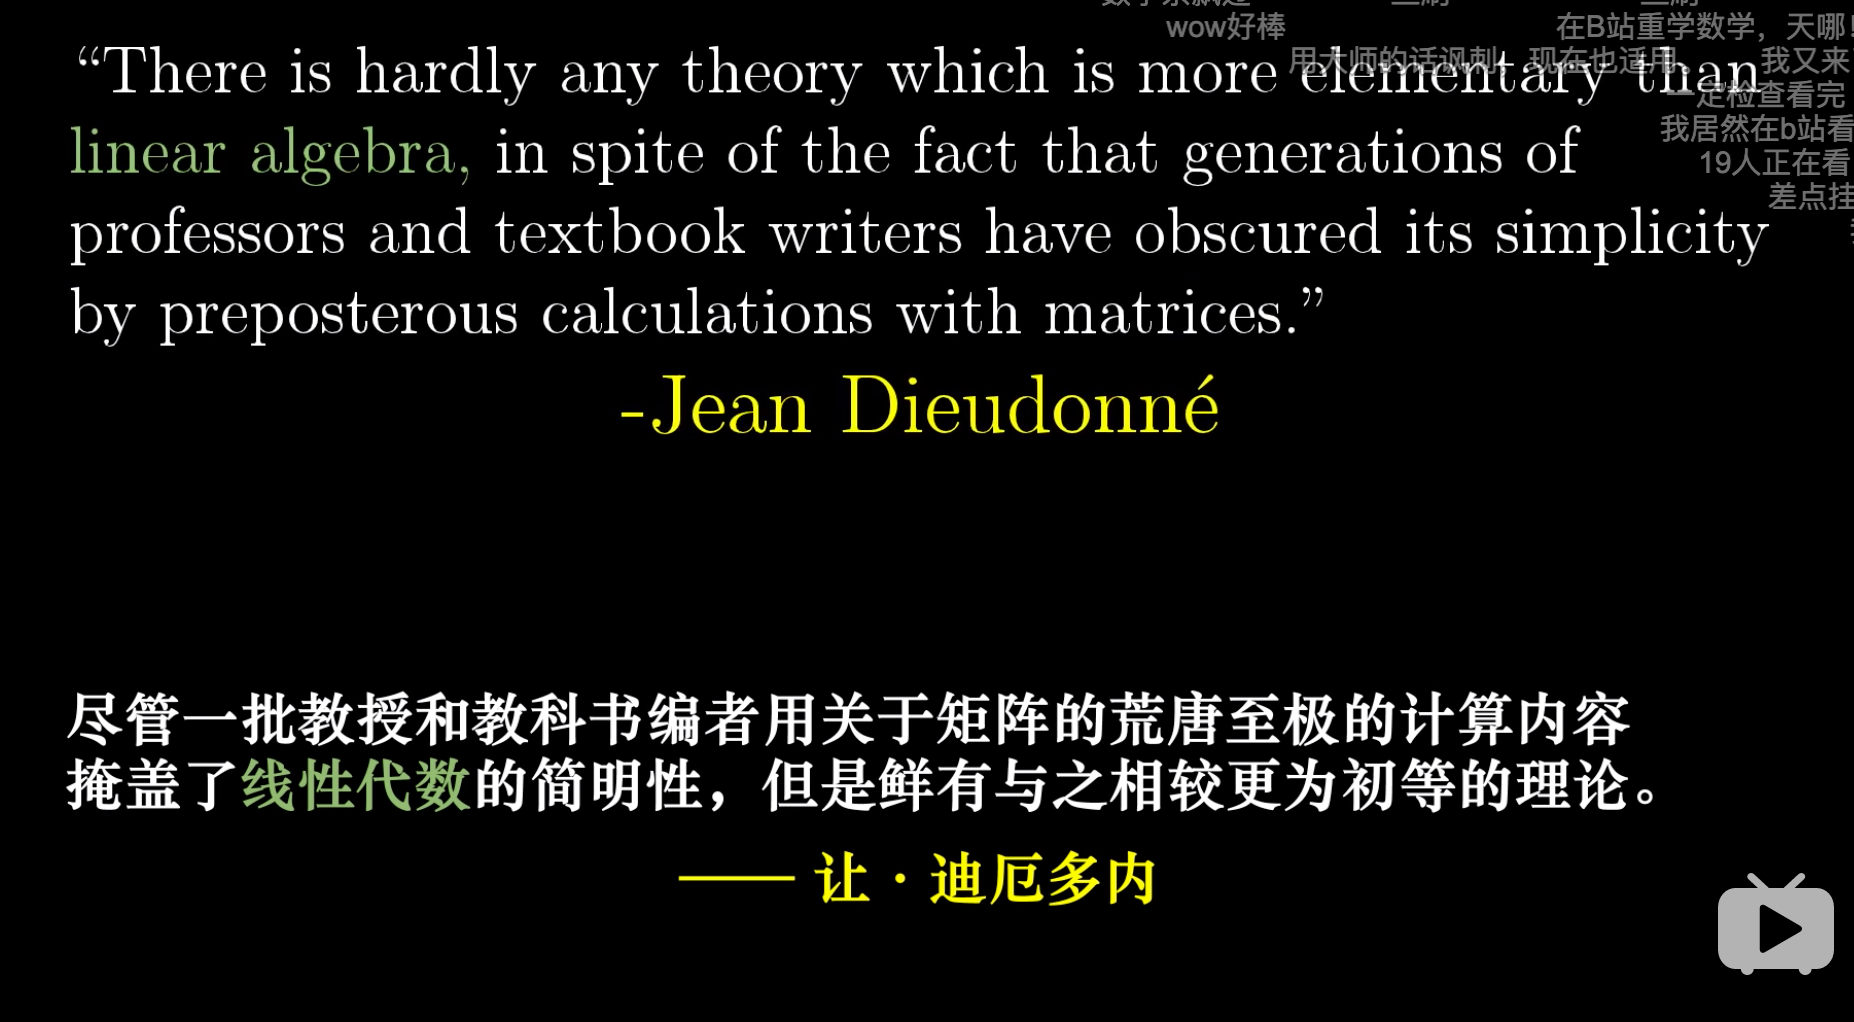 wow好棒
在B站重学数学，天哪！
用大师的话讽刺，现在也适用。
我又来
一定检查看完
我居然在b站看
19人正在看
差点挂
“There is hardly any theory which is more elementary than
linear algebra, in spite of the fact that generations of
professors and textbook writers have obscured its simplicity
by preposterous calculations with matrices.”
-Jean Dieudonné
尽管一批教授和教科书编者用关于矩阵的荒唐至极的计算内容
掩盖了线性代数的简明性，但是鲜有与之相较更为初等的理论。
—— 让·迪厄多内